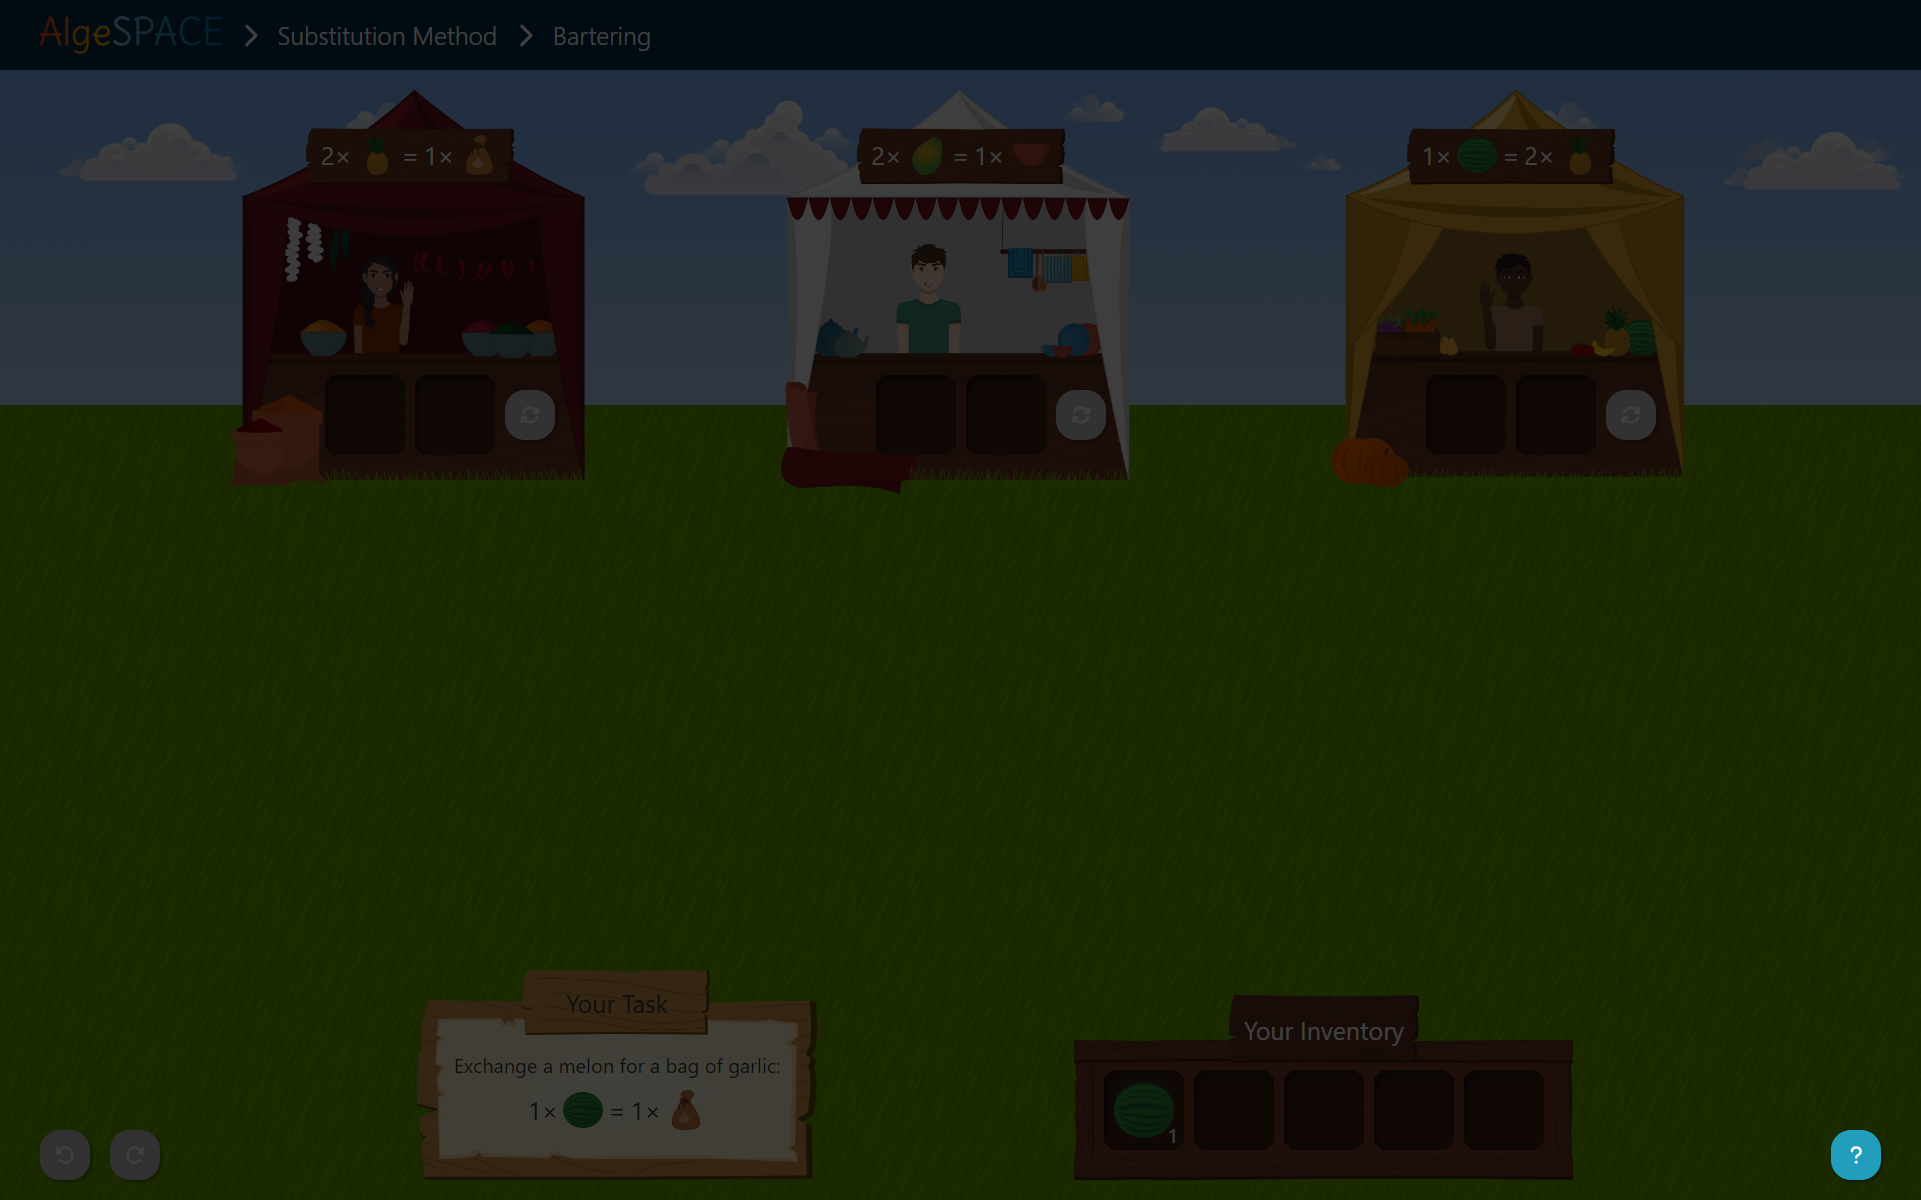 AlgeSPACE > Substitution Method > Bartering
2× = 1×
2× = 1×
1× = 2×
Your Task
Exchange a melon for a bag of garlic:
1× = 1×
Your Inventory
1
?